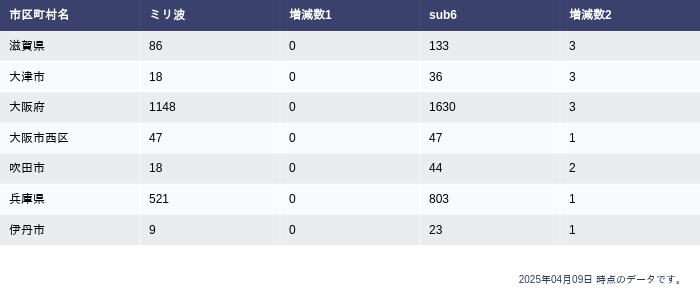 市区町村名 ミリ波 増減数1 sub6 増減数2
滋賀県 86 0 133 3
大津市 18 0 36 3
大阪府 1148 0 1630 3
大阪市西区 47 0 47 1
吹田市 18 0 44 2
兵庫県 521 0 803 1
伊丹市 9 0 23 1
2025年04月09日 時点のデータです。